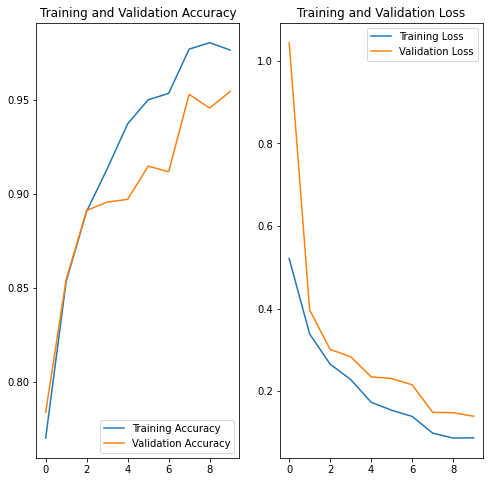 Training and Validation Accuracy
0.95
0.90
0.85
0.80
0 2 4 6 8
Training Accuracy
Validation Accuracy
Training and Validation Loss
1.0
0.8
0.6
0.4
0.2
0 2 4 6 8
Training Loss
Validation Loss